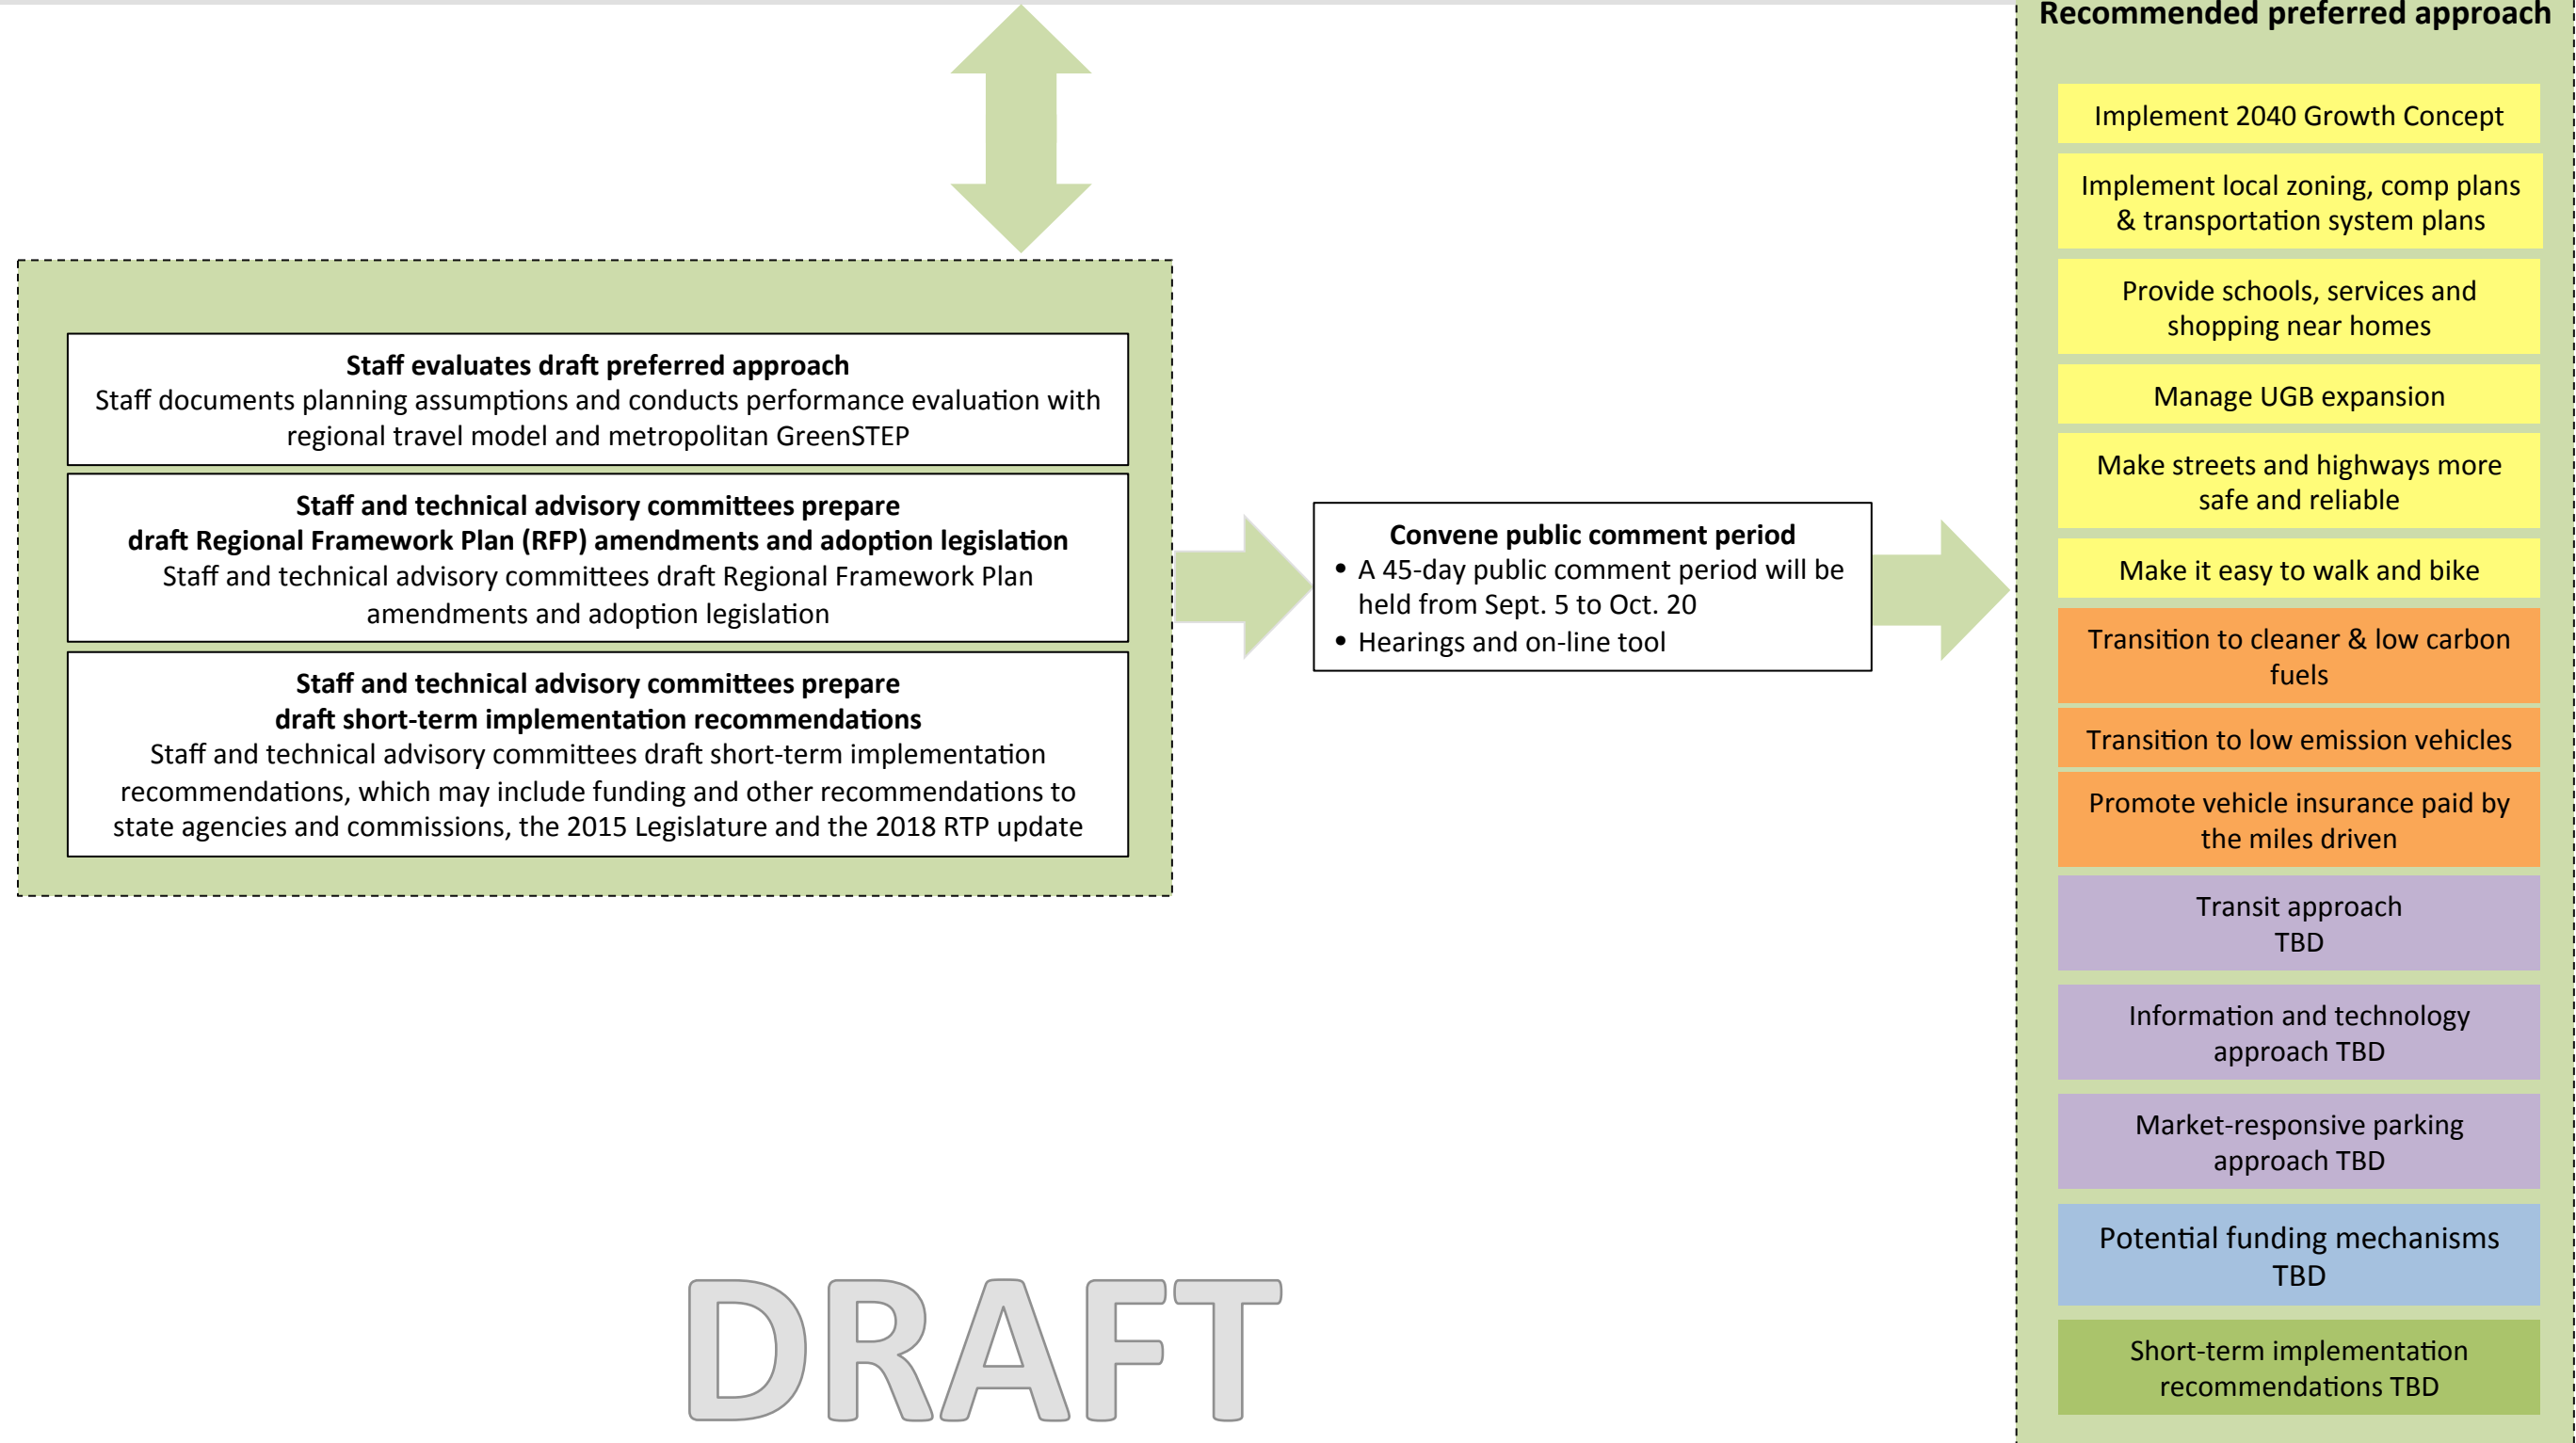 Staff evaluates draft preferred approach
Staff documents planning assumptions and conducts performance evaluation with
regional travel model and metropolitan GreenSTEP
Staff and technical advisory committees prepare
draft Regional Framework Plan (RFP) amendments and adoption legislation
Staff and technical advisory committees draft Regional Framework Plan
amendments and adoption legislation
Staff and technical advisory committees prepare
draft short-term implementation recommendations
Staff and technical advisory committees draft short-term implementation
recommendations, which may include funding and other recommendations to
state agencies and commissions, the 2015 Legislature and the 2018 RTP update
Convene public comment period
• A 45-day public comment period will be
held from Sept. 5 to Oct. 20
• Hearings and on-line tool
Recommended preferred approach
Implement 2040 Growth Concept
Implement local zoning, comp plans
& transportation system plans
Provide schools, services and
shopping near homes
Manage UGB expansion
Make streets and highways more
safe and reliable
Make it easy to walk and bike
Transition to cleaner & low carbon
fuels
Transition to low emission vehicles
Promote vehicle insurance paid by
the miles driven
Transit approach
TBD
Information and technology
approach TBD
Market-responsive parking
approach TBD
Potential funding mechanisms
TBD
Short-term implementation
recommendations TBD
DRAFT